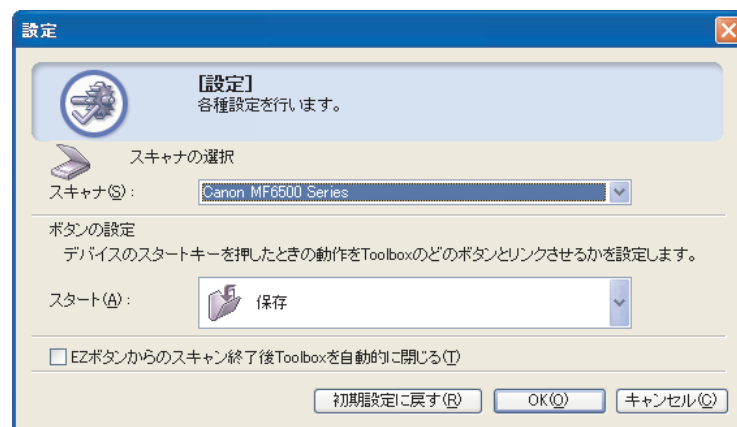 設定
[設定]
各種設定を行います。
スキャナの選択
スキャナ(S): Canon MF6500 Series
ボタンの設定
デバイスのスタートキーを押したときの動作をToolboxのどのボタンとリンクさせるかを設定します。
スタート(A): 保存
EZボタンからのスキャン終了後Toolboxを自動的に閉じる(T)
初期設定に戻す(R) OK(O) キャンセル(C)